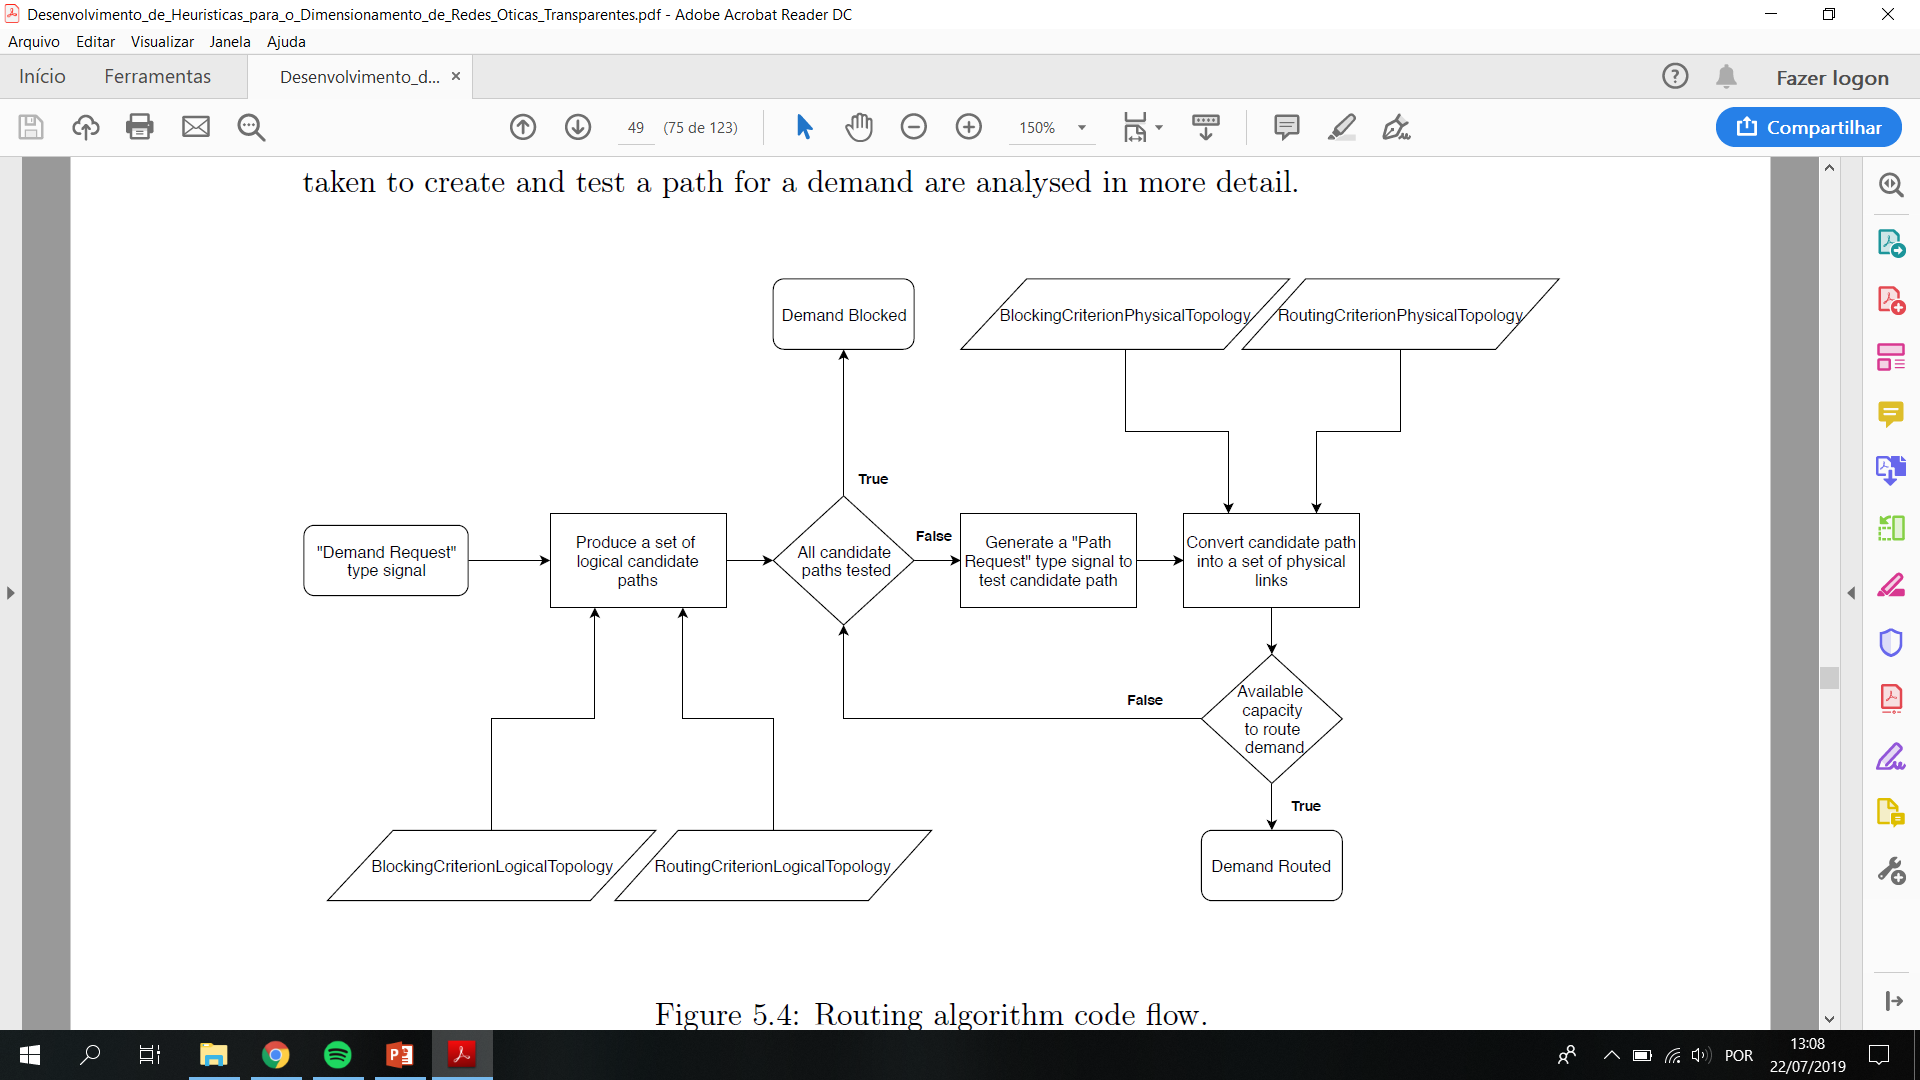 Desenvolvimento_de_Heuristicas_para_o_Dimensionamento_de_Redes_Oticas_Transparentes.pdf - Adobe Acrobat Reader DC
Arquivo Editar Visualizar Janela Ajuda
Início Ferramentas Desenvolvimento_d... × Fazer logon
49 (75 de 123) 150% Compartilhar
taken to create and test a path for a demand are analysed in more detail.
Demand Blocked
BlockingCriterionPhysicalTopology
RoutingCriterionPhysicalTopology
True
"Demand Request"
type signal
Produce a set of
logical candidate
paths
All candidate
paths tested
False
Generate a "Path
Request" type signal to
test candidate path
Convert candidate path
into a set of physical
links
False
Available
capacity
to route
demand
True
BlockingCriterionLogicalTopology
RoutingCriterionLogicalTopology
Demand Routed
Figure 5.4: Routing algorithm code flow.
POR
13:08
22/07/2019